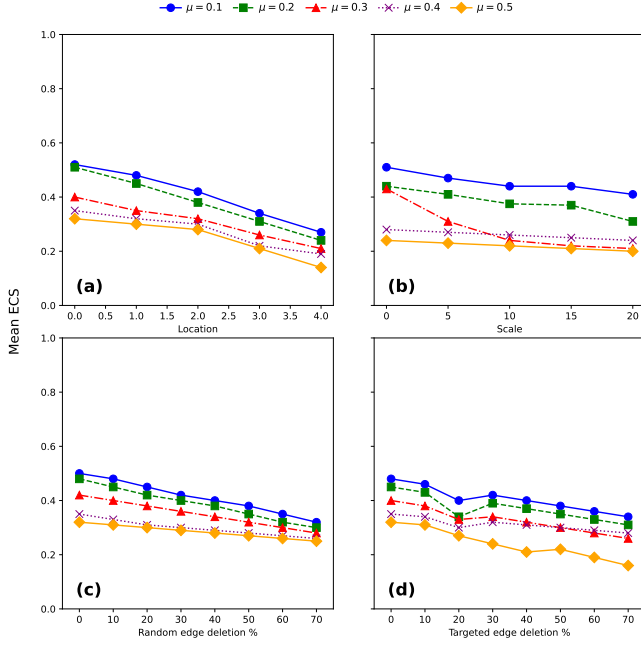 μ = 0.1 μ = 0.2 μ = 0.3 μ = 0.4 μ = 0.5
Mean ECS
1.0
0.8
0.6
0.4
0.2
0.0
(a)
0.0 0.5 1.0 1.5 2.0 2.5 3.0 3.5 4.0
Location
(b)
0 5 10 15 20
Scale
1.0
0.8
0.6
0.4
0.2
0.0
(c)
0 10 20 30 40 50 60 70
Random edge deletion %
(d)
0 10 20 30 40 50 60 70
Targeted edge deletion %